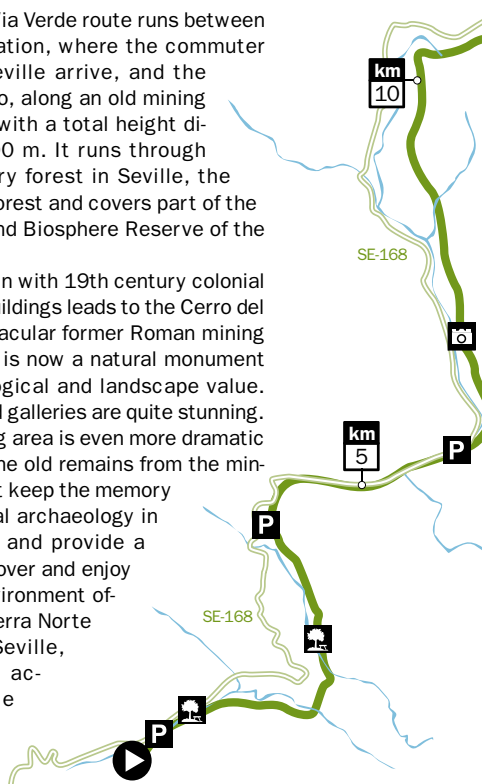 ía Verde route runs between
ation, where the commuter
eville arrive, and the
o, along an old mining
with a total height di-
00 m. It runs through
ry forest in Seville, the
orest and covers part of the
nd Biosphere Reserve of the
n with 19th century colonial
uildings leads to the Cerro del
acular former Roman mining
is now a natural monument
ogical and landscape value.
d galleries are quite stunning.
g area is even more dramatic
he old remains from the min-
t keep the memory
al archaeology in
and provide a
over and enjoy
ironment of-
erra Norte
Seville,
ac-
e
km
10
SE-168
km
5
P
P
SE-168
P